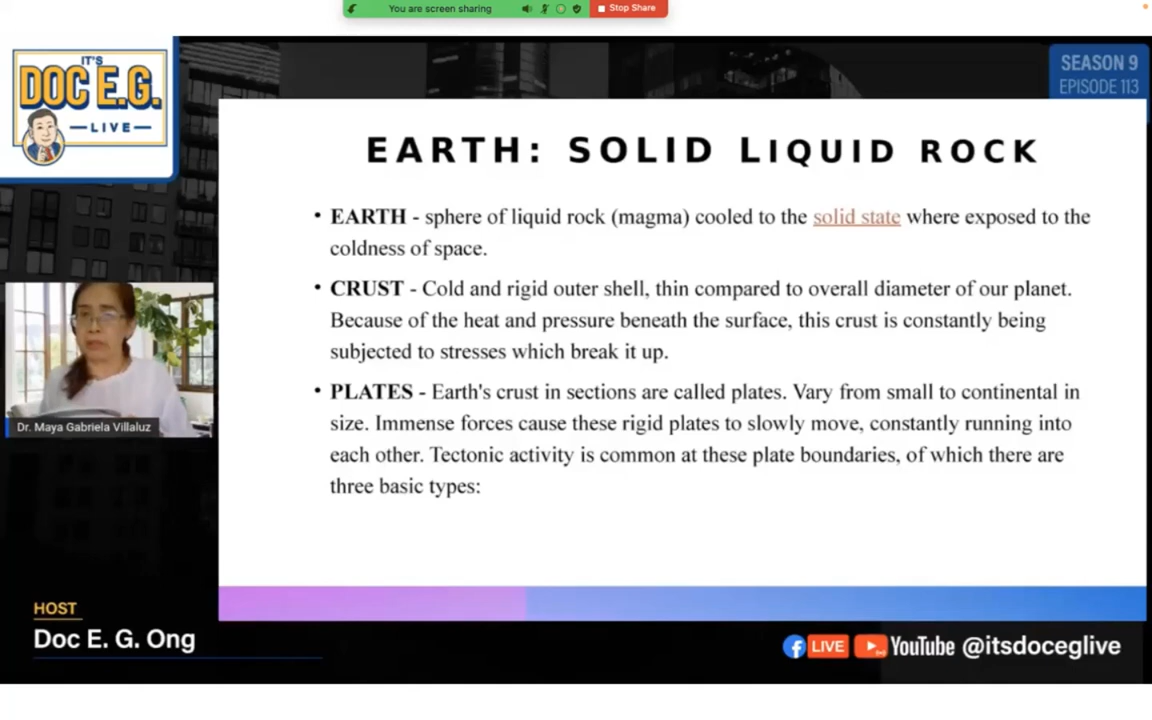 You are screen sharing
Stop Share
IT'S
DOC E.G.
LIVE
SEASON 9
EPISODE 113
EARTH: SOLID LIQUID ROCK
• EARTH - sphere of liquid rock (magma) cooled to the solid state where exposed to the
coldness of space.
• CRUST - Cold and rigid outer shell, thin compared to overall diameter of our planet.
Because of the heat and pressure beneath the surface, this crust is constantly being
subjected to stresses which break it up.
• PLATES - Earth's crust in sections are called plates. Vary from small to continental in
size. Immense forces cause these rigid plates to slowly move, constantly running into
each other. Tectonic activity is common at these plate boundaries, of which there are
three basic types:
Dr. Maya Gabriela Villaluz
HOST
Doc E. G. Ong
LIVE YouTube @itsdoceglive